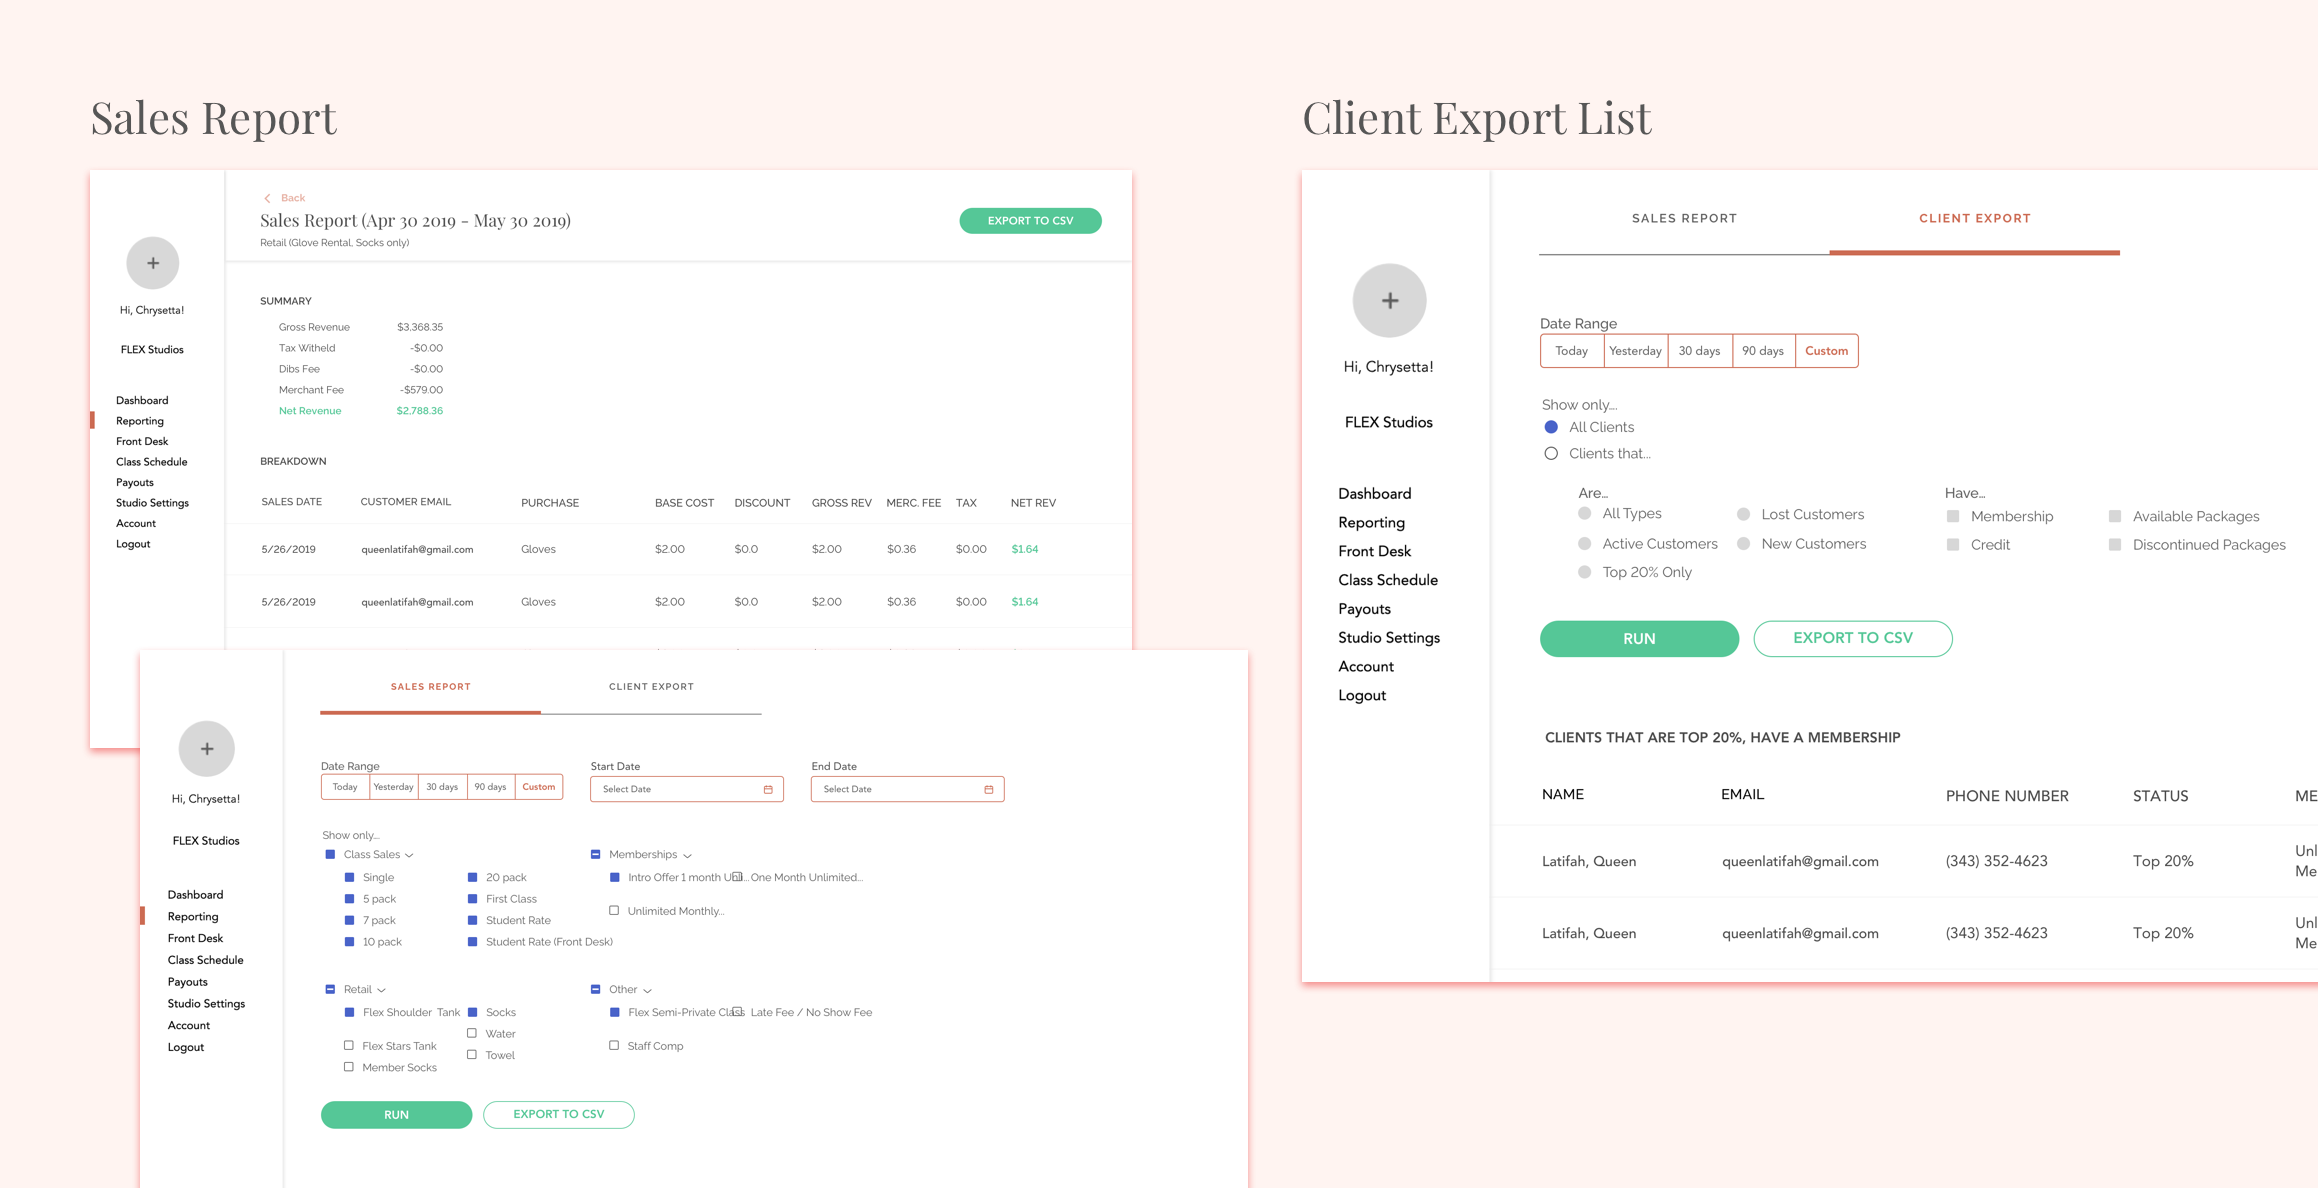 Sales Report
Back
Sales Report (Apr 30 2019 - May 30 2019)
Retail (Glove Rental, Socks only)
EXPORT TO CSV
Hi, Chrysetta!
FLEX Studios
Dashboard
Reporting
Front Desk
Class Schedule
Payouts
Studio Settings
Account
Logout
SUMMARY
Gross Revenue $3,368.35
Tax Witheld -$0.00
Dibs Fee -$0.00
Merchant Fee -$579.00
Net Revenue $2,788.36
BREAKDOWN
SALES DATE CUSTOMER EMAIL PURCHASE BASE COST DISCOUNT GROSS REV MERC. FEE TAX NET REV
5/26/2019 queenlatifah@gmail.com Gloves $2.00 $0.0 $2.00 $0.36 $0.00 $1.64
5/26/2019 queenlatifah@gmail.com Gloves $2.00 $0.0 $2.00 $0.36 $0.00 $1.64
SALES REPORT CLIENT EXPORT
Hi, Chrysetta!
FLEX Studios
Dashboard
Reporting
Front Desk
Class Schedule
Payouts
Studio Settings
Account
Logout
Date Range Start Date End Date
Today Yesterday 30 days 90 days Custom Select Date Select Date
Show only...
Class Sales Memberships
Single 20 pack Intro Offer 1 month Unli... One Month Unlimited...
5 pack First Class
Unlimited Monthly...
7 pack Student Rate
10 pack Student Rate (Front Desk)
Retail Other
Flex Shoulder Tank Socks Flex Semi-Private Class Late Fee / No Show Fee
Water
Flex Stars Tank Staff Comp
Towel
Member Socks
RUN EXPORT TO CSV
Client Export List
SALES REPORT CLIENT EXPORT
Hi, Chrysetta!
FLEX Studios
Dashboard
Reporting
Front Desk
Class Schedule
Payouts
Studio Settings
Account
Logout
Date Range
Today Yesterday 30 days 90 days Custom
Show only...
All Clients
Clients that...
Are... Have...
All Types Lost Customers Membership Available Packages
Active Customers New Customers Credit Discontinued Packages
Top 20% Only
RUN EXPORT TO CSV
CLIENTS THAT ARE TOP 20%, HAVE A MEMBERSHIP
NAME EMAIL PHONE NUMBER STATUS ME
Latifah, Queen queenlatifah@gmail.com (343) 352-4623 Top 20% Unl
Me
Latifah, Queen queenlatifah@gmail.com (343) 352-4623 Top 20% Unl
Me